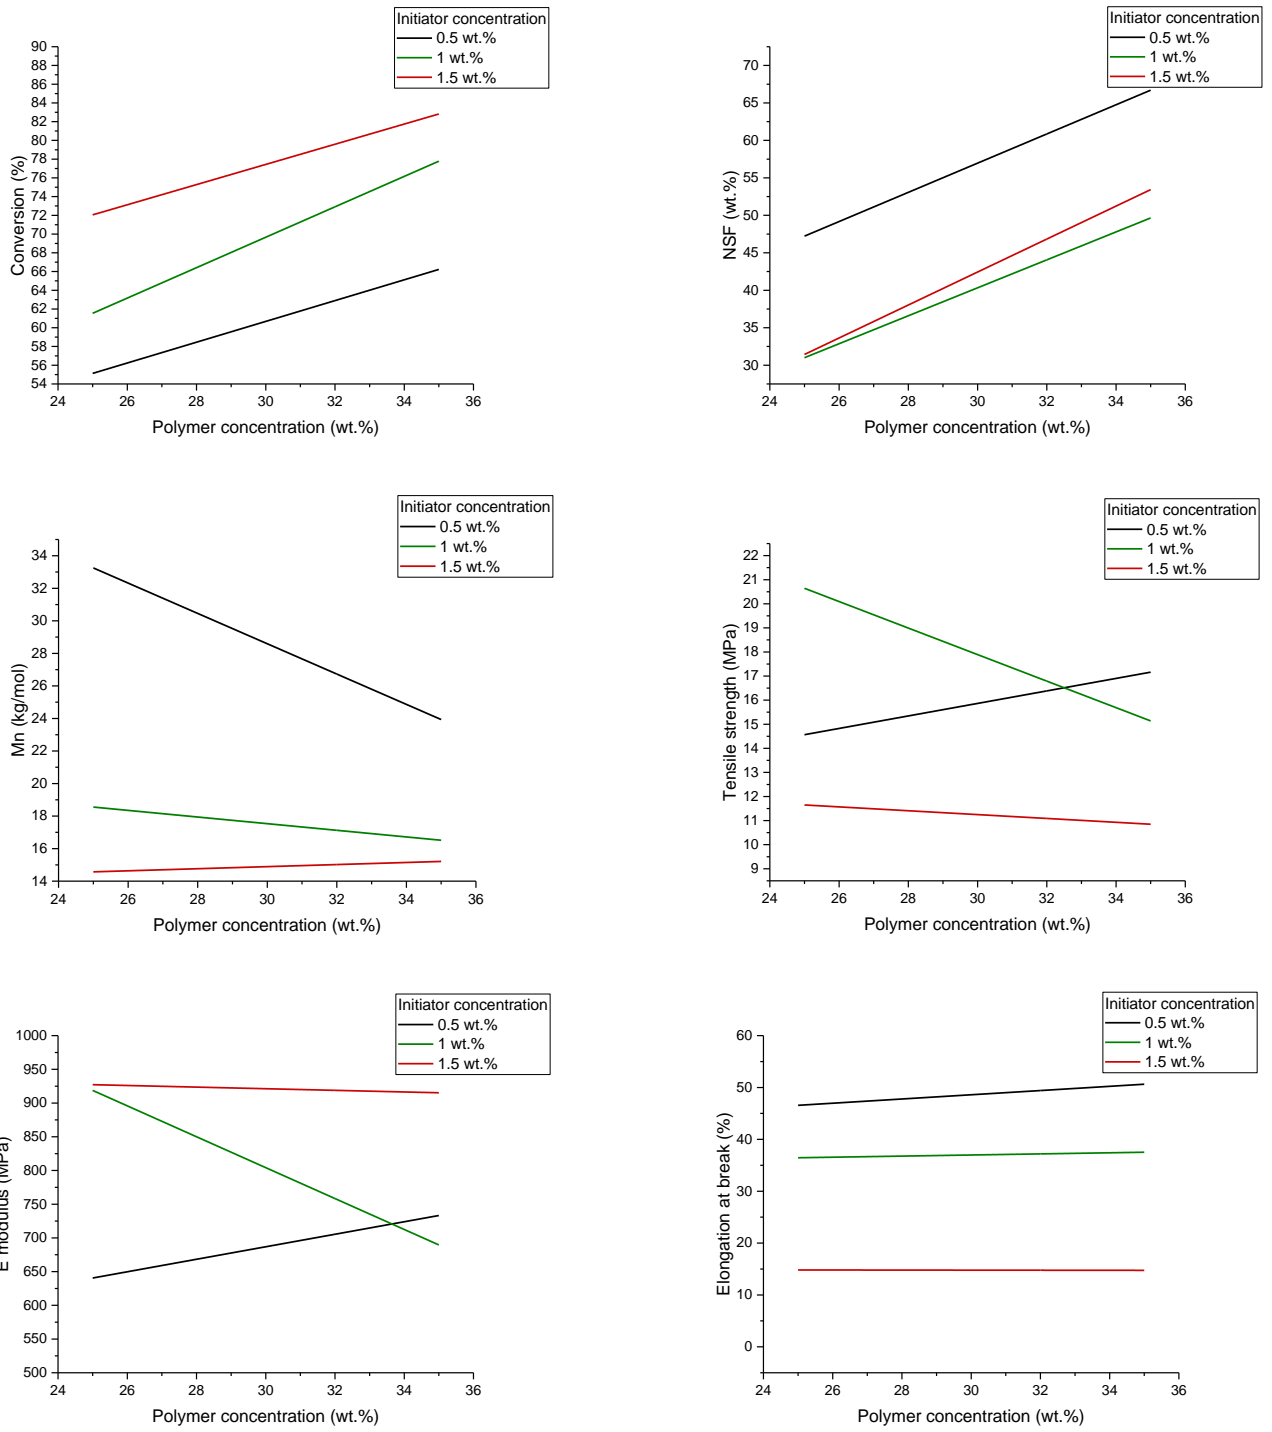 Initiator concentration
0.5 wt.%
1 wt.%
1.5 wt.%
90
88
86
84
82
80
78
76
74
72
70
68
66
64
62
60
58
56
54
Conversion (%)
24 26 28 30 32 34 36
Polymer concentration (wt.%)
Initiator concentration
0.5 wt.%
1 wt.%
1.5 wt.%
70
65
60
55
50
45
40
35
30
NSF (wt.%)
24 26 28 30 32 34 36
Polymer concentration (wt.%)
Initiator concentration
0.5 wt.%
1 wt.%
1.5 wt.%
34
32
30
28
26
24
22
20
18
16
14
Mn (kg/mol)
24 26 28 30 32 34 36
Polymer concentration (wt.%)
Initiator concentration
0.5 wt.%
1 wt.%
1.5 wt.%
22
21
20
19
18
17
16
15
14
13
12
11
10
9
Tensile strength (MPa)
24 26 28 30 32 34 36
Polymer concentration (wt.%)
Initiator concentration
0.5 wt.%
1 wt.%
1.5 wt.%
1000
950
900
850
800
750
700
650
600
550
500
E modulus (MPa)
24 26 28 30 32 34 36
Polymer concentration (wt.%)
Initiator concentration
0.5 wt.%
1 wt.%
1.5 wt.%
60
50
40
30
20
10
0
Elongation at break (%)
24 26 28 30 32 34 36
Polymer concentration (wt.%)